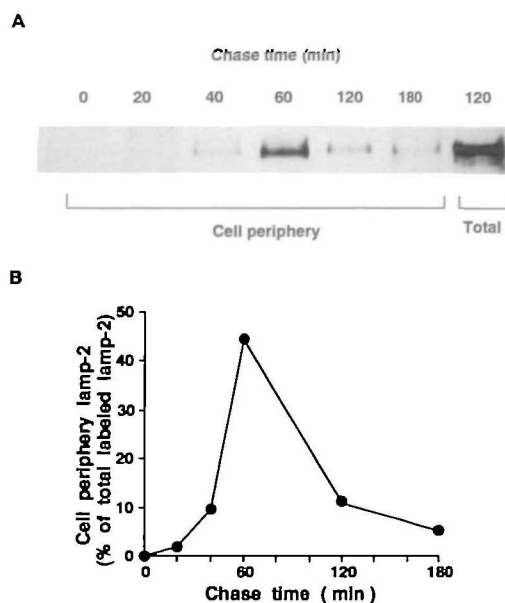 A
Chase time (min)
0 20 40 60 120 180 120
Cell periphery Total
B
Cell periphery lamp-2
(% of total labeled lamp-2)
50
40
30
20
10
0
0 60 120 180
Chase time ( min )